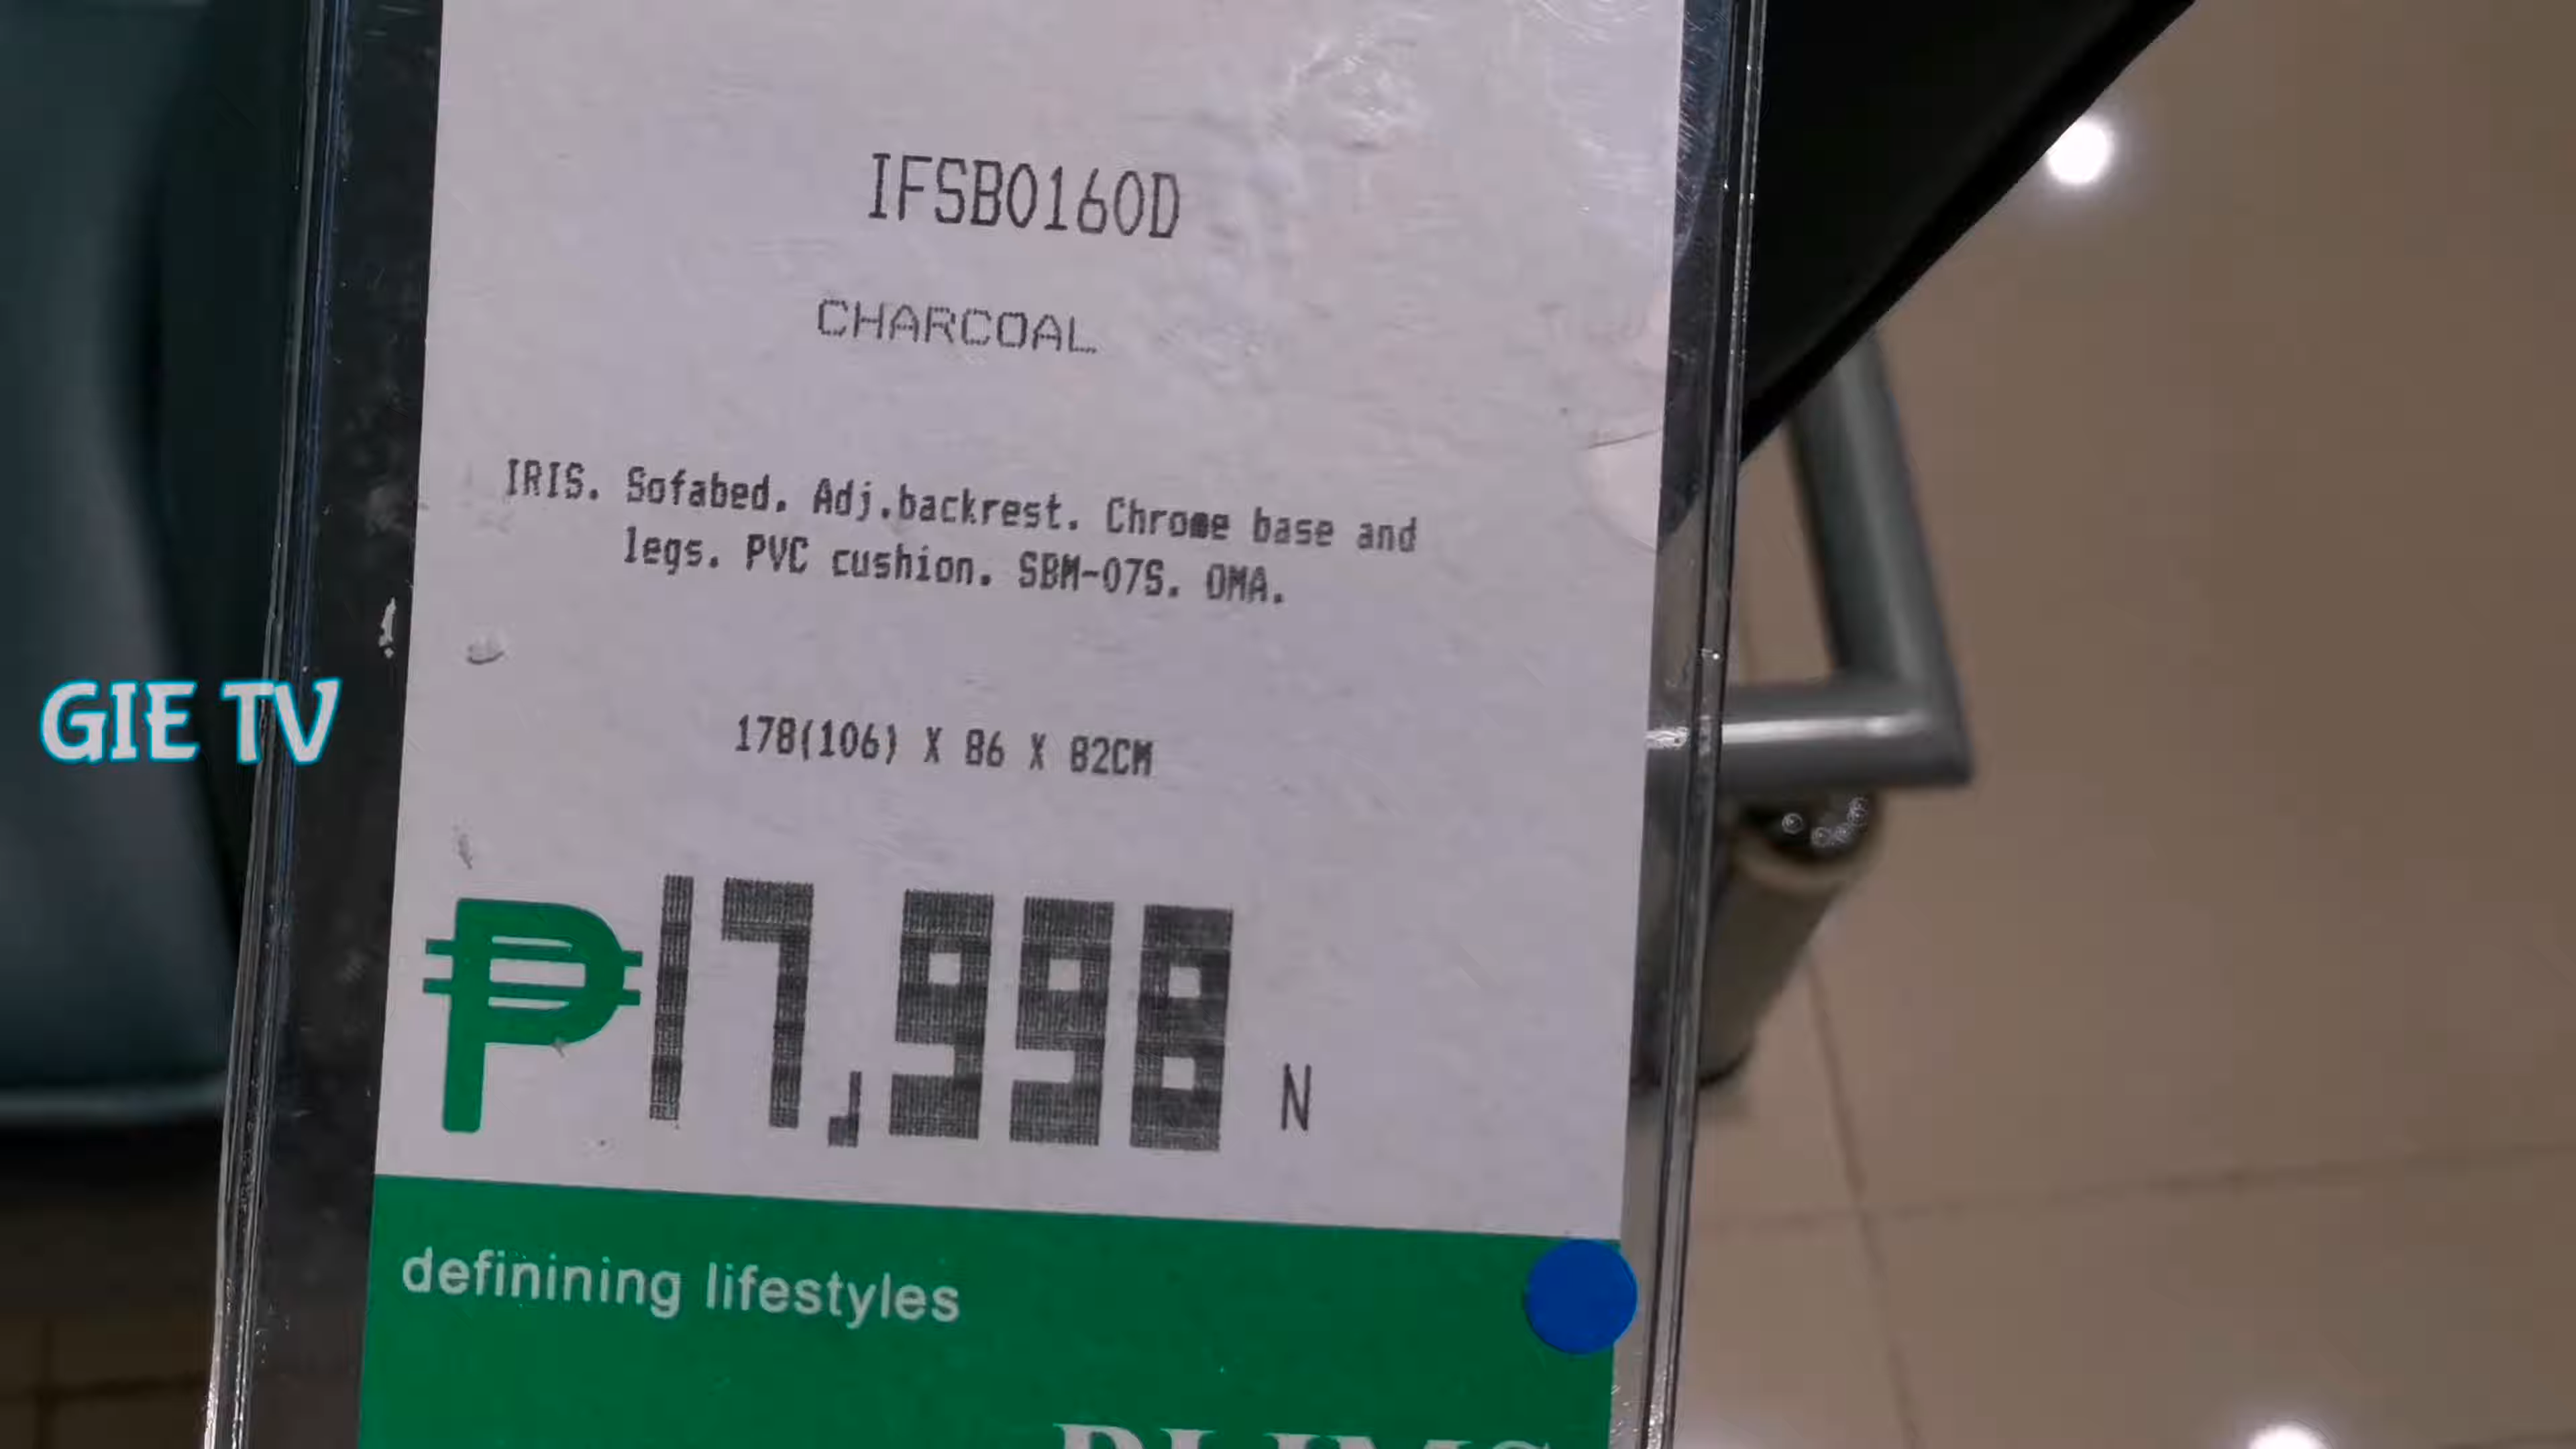 IFSB0160D
CHARCOAL
IRIS. Sofabed. Adj.backrest. Chrome base and
legs. PVC cushion. SBM-07S. OMA.
178(106) X 86 X 82CM
₱17,998 N
definining lifestyles
GIE TV